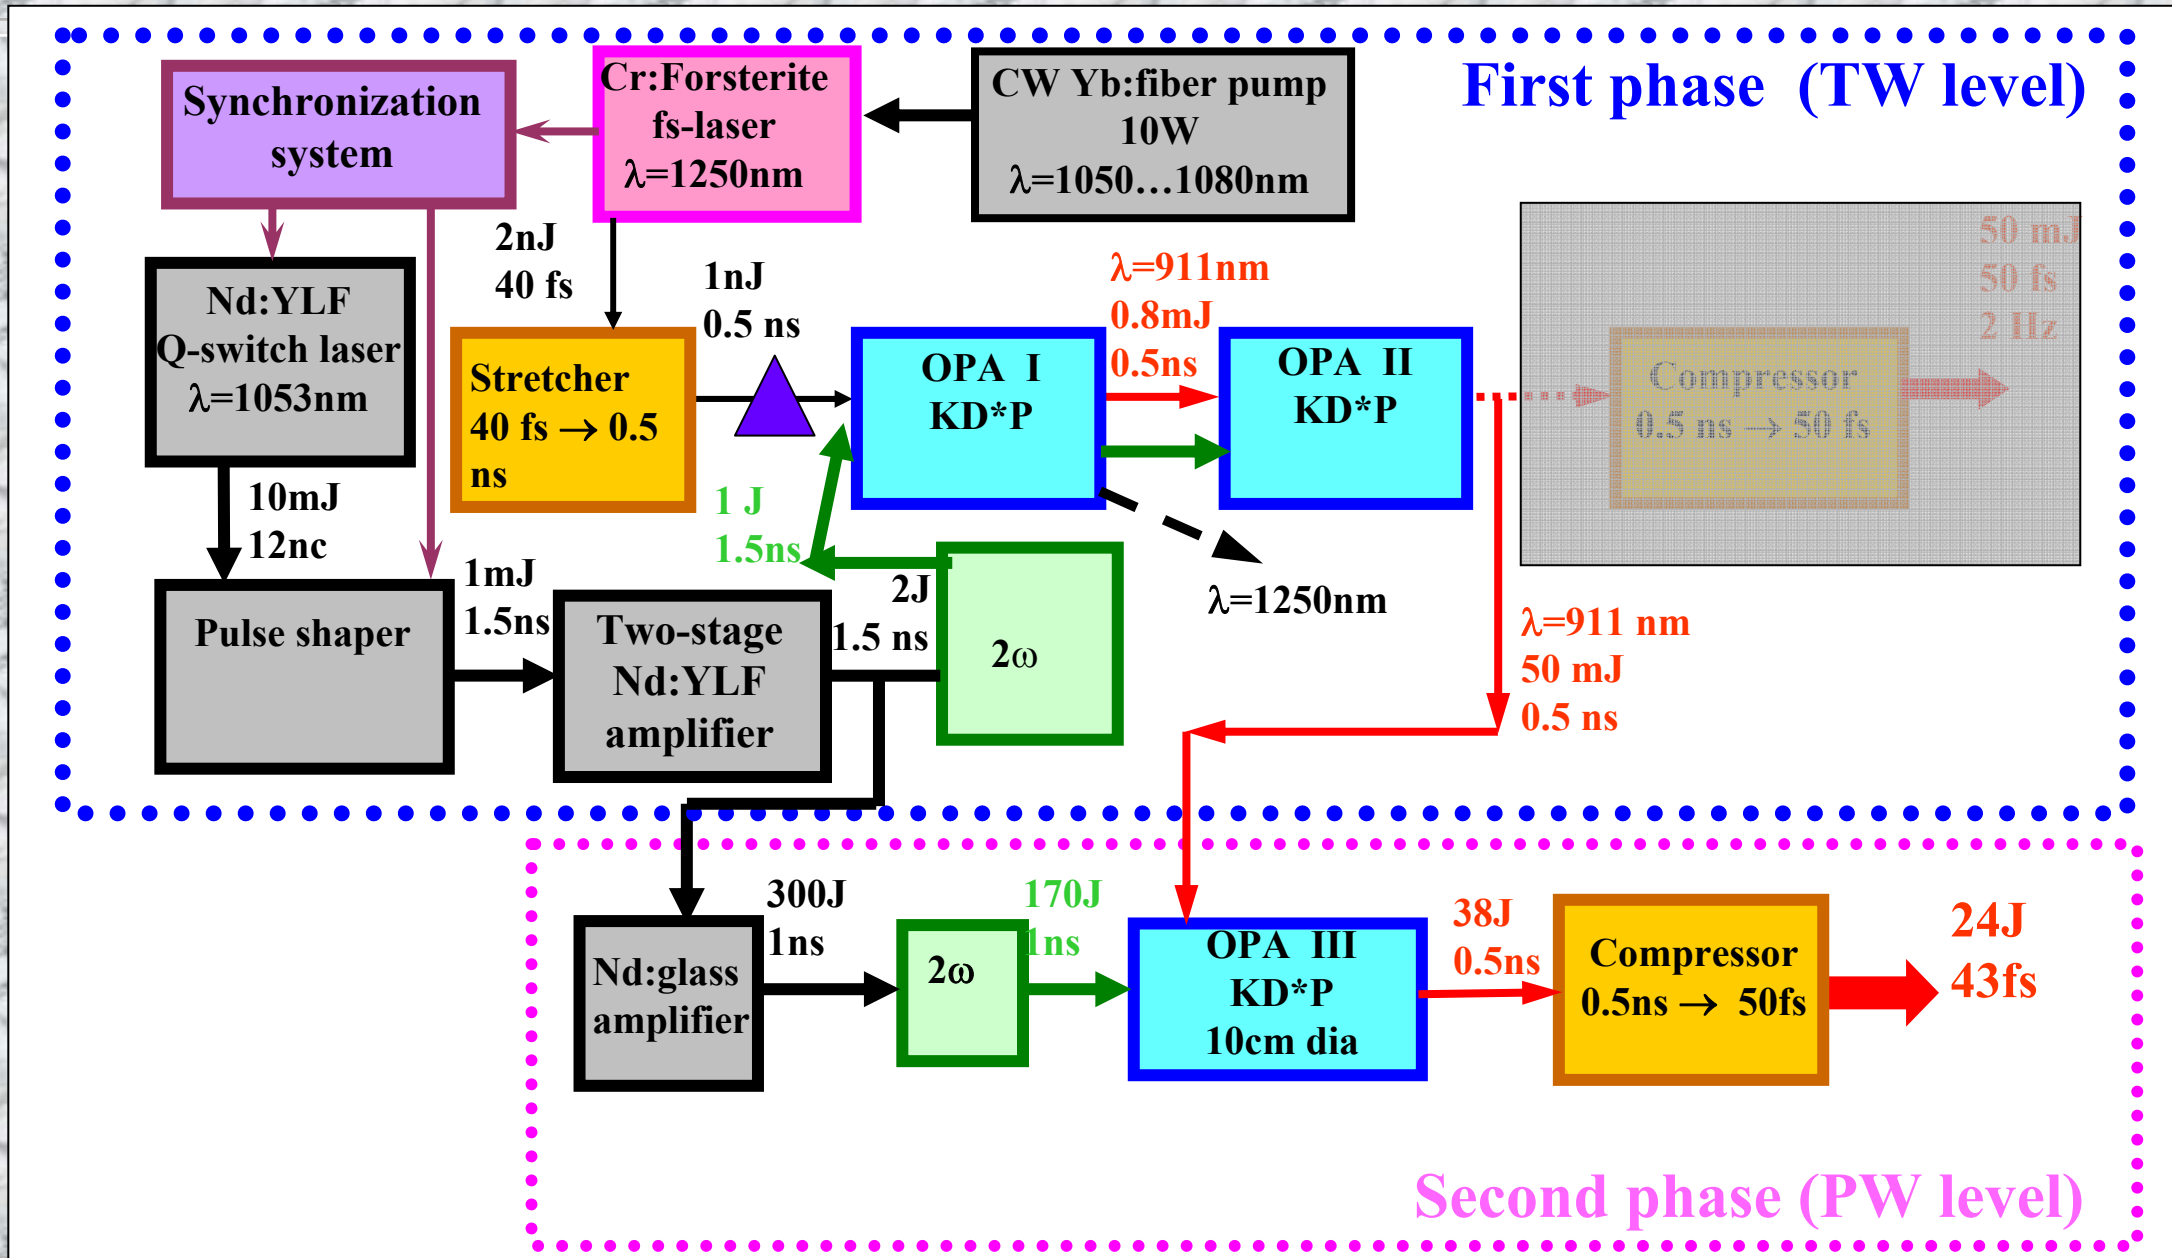 First phase (TW level)
Synchronization
system
Cr:Forsterite
fs-laser
λ=1250nm
CW Yb:fiber pump
10W
λ=1050…1080nm
2nJ
40 fs
Nd:YLF
Q-switch laser
λ=1053nm
Stretcher
40 fs → 0.5
ns
1nJ
0.5 ns
OPA I
KD*P
λ=911nm
0.8mJ
0.5ns
OPA II
KD*P
50 mJ
50 fs
2 Hz
Compressor
0.5 ns → 50 fs
10mJ
12nc
1 J
1.5ns
λ=1250nm
Pulse shaper
1mJ
1.5ns
Two-stage
Nd:YLF
amplifier
2J
1.5 ns
2ω
λ=911 nm
50 mJ
0.5 ns
Nd:glass
amplifier
300J
1ns
2ω
170J
1ns
OPA III
KD*P
10cm dia
38J
0.5ns
Compressor
0.5ns → 50fs
24J
43fs
Second phase (PW level)